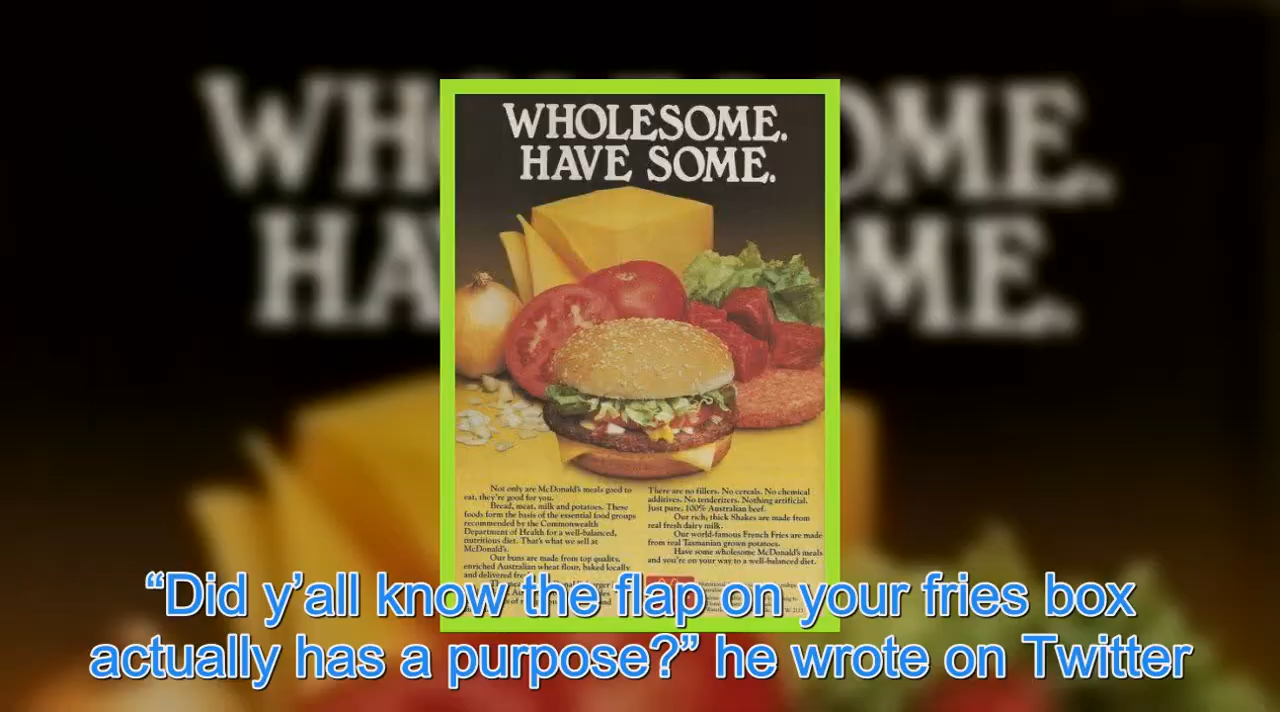 WHOLESOME.
HAVE SOME.
Not only are McDonald's meals good to
eat, they're good for you.
Bread, meat, milk and potatoes. These
foods form the basis of the essential food groups
recommended by the Commonwealth
Department of Health for a well-balanced,
nutritious diet. That's what we sell at
McDonald's.
Our buns are made from top quality,
enriched Australian wheat flour, baked locally
and delivered
There are no fillers. No cereals. No chemical
additives. No tenderizers. Nothing artificial.
Just pure, 100% Australian beef.
Our rich, thick Shakes are made from
real fresh dairy milk.
Our world-famous French Fries are made
from real Tasmanian grown potatoes.
Have some wholesome McDonald's meals
and you're on your way to a well-balanced diet.
“Did y’all know the flap on your fries box
actually has a purpose?” he wrote on Twitter